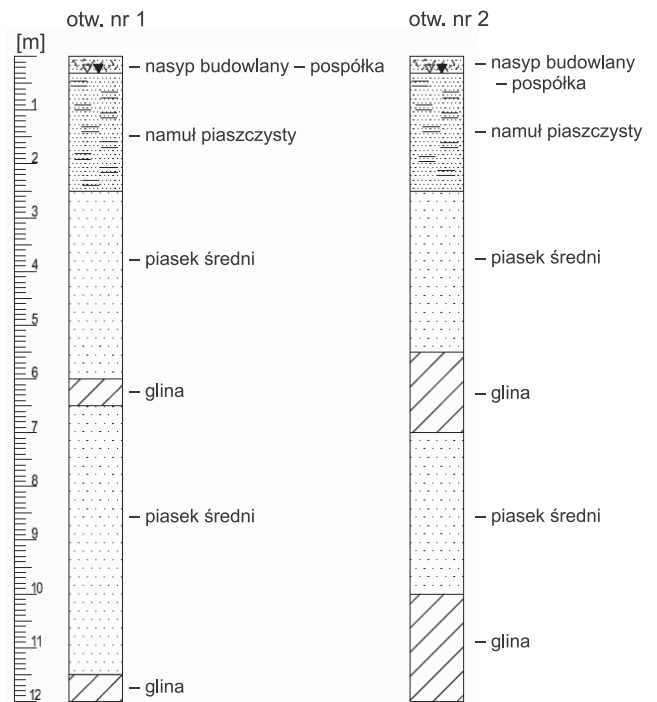 otw. nr 1
otw. nr 2
[m]
1
2
3
4
5
6
7
8
9
10
11
12
– nasyp budowlany – pospółka
– namuł piaszczysty
– piasek średni
– glina
– piasek średni
– glina
– nasyp budowlany
– pospółka
– namuł piaszczysty
– piasek średni
– glina
– piasek średni
– glina